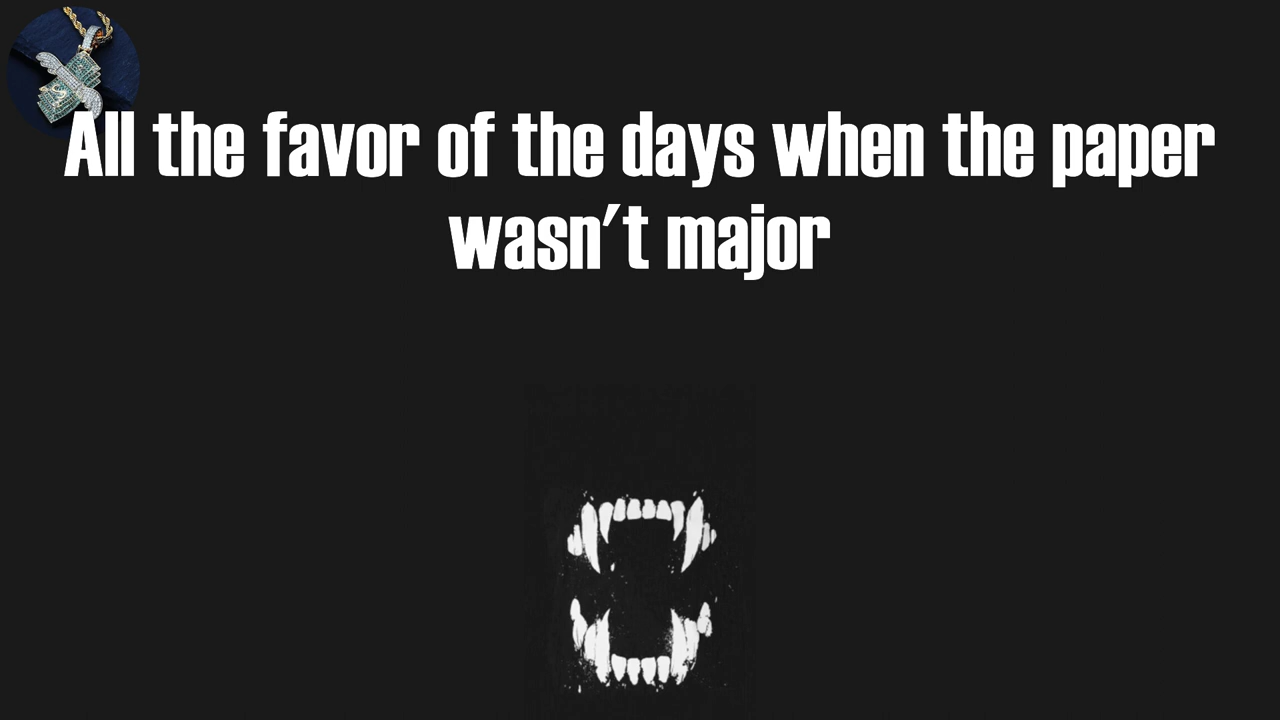 All the favor of the days when the paper
wasn't major